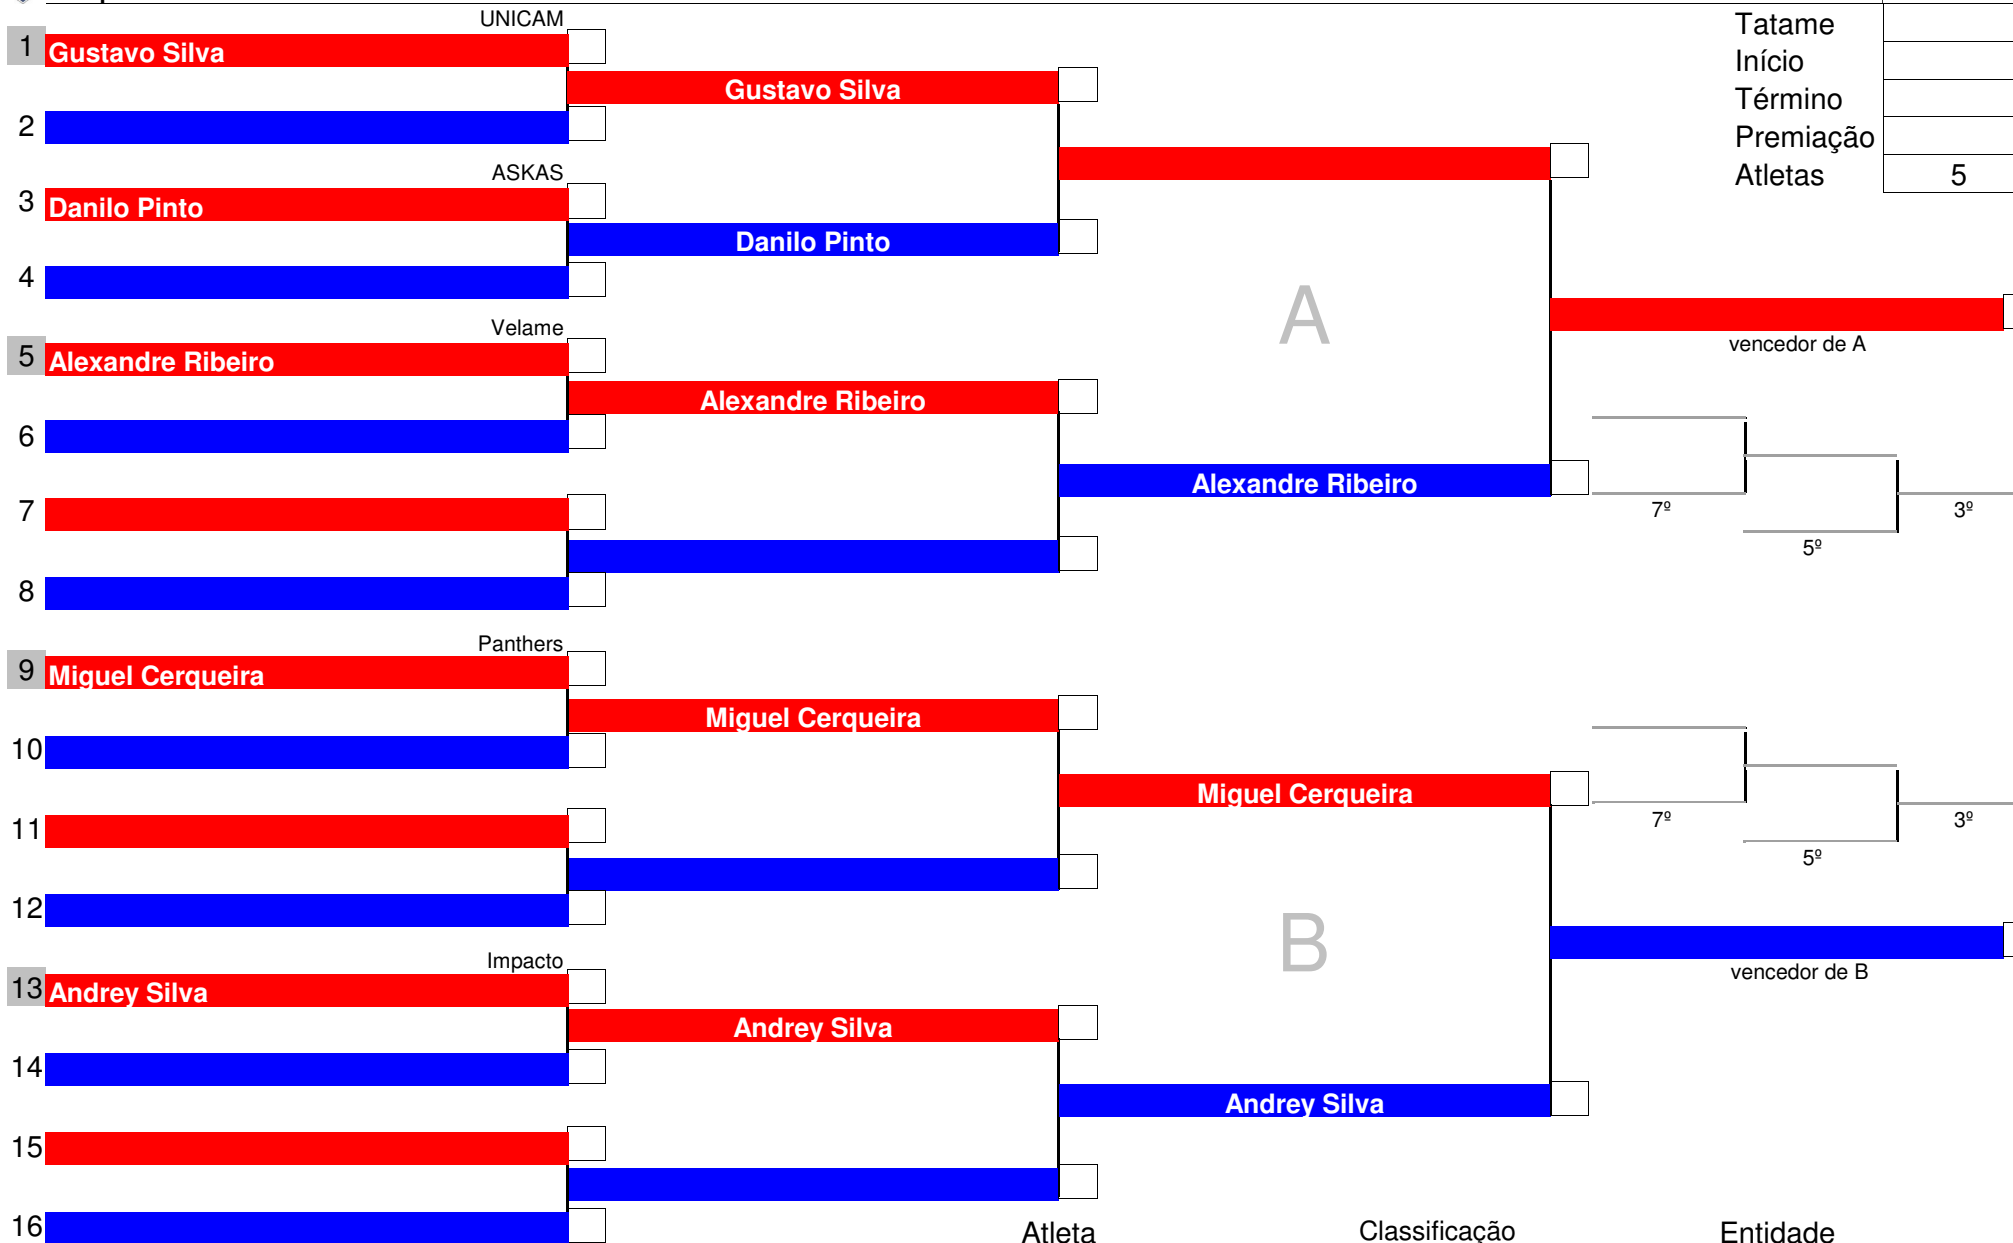 UNICAM
1 Gustavo Silva
Gustavo Silva
2
ASKAS
3 Danilo Pinto
Danilo Pinto
4
Velame
5 Alexandre Ribeiro
Alexandre Ribeiro
6
Alexandre Ribeiro
7
8
Panthers
9 Miguel Cerqueira
Miguel Cerqueira
10
Miguel Cerqueira
11
12
Impacto
13 Andrey Silva
Andrey Silva
14
Andrey Silva
15
16
A
B
Tatame
Início
Término
Premiação
Atletas 5
vencedor de A
7º
5º
3º
7º
5º
3º
vencedor de B
Atleta Classificação Entidade